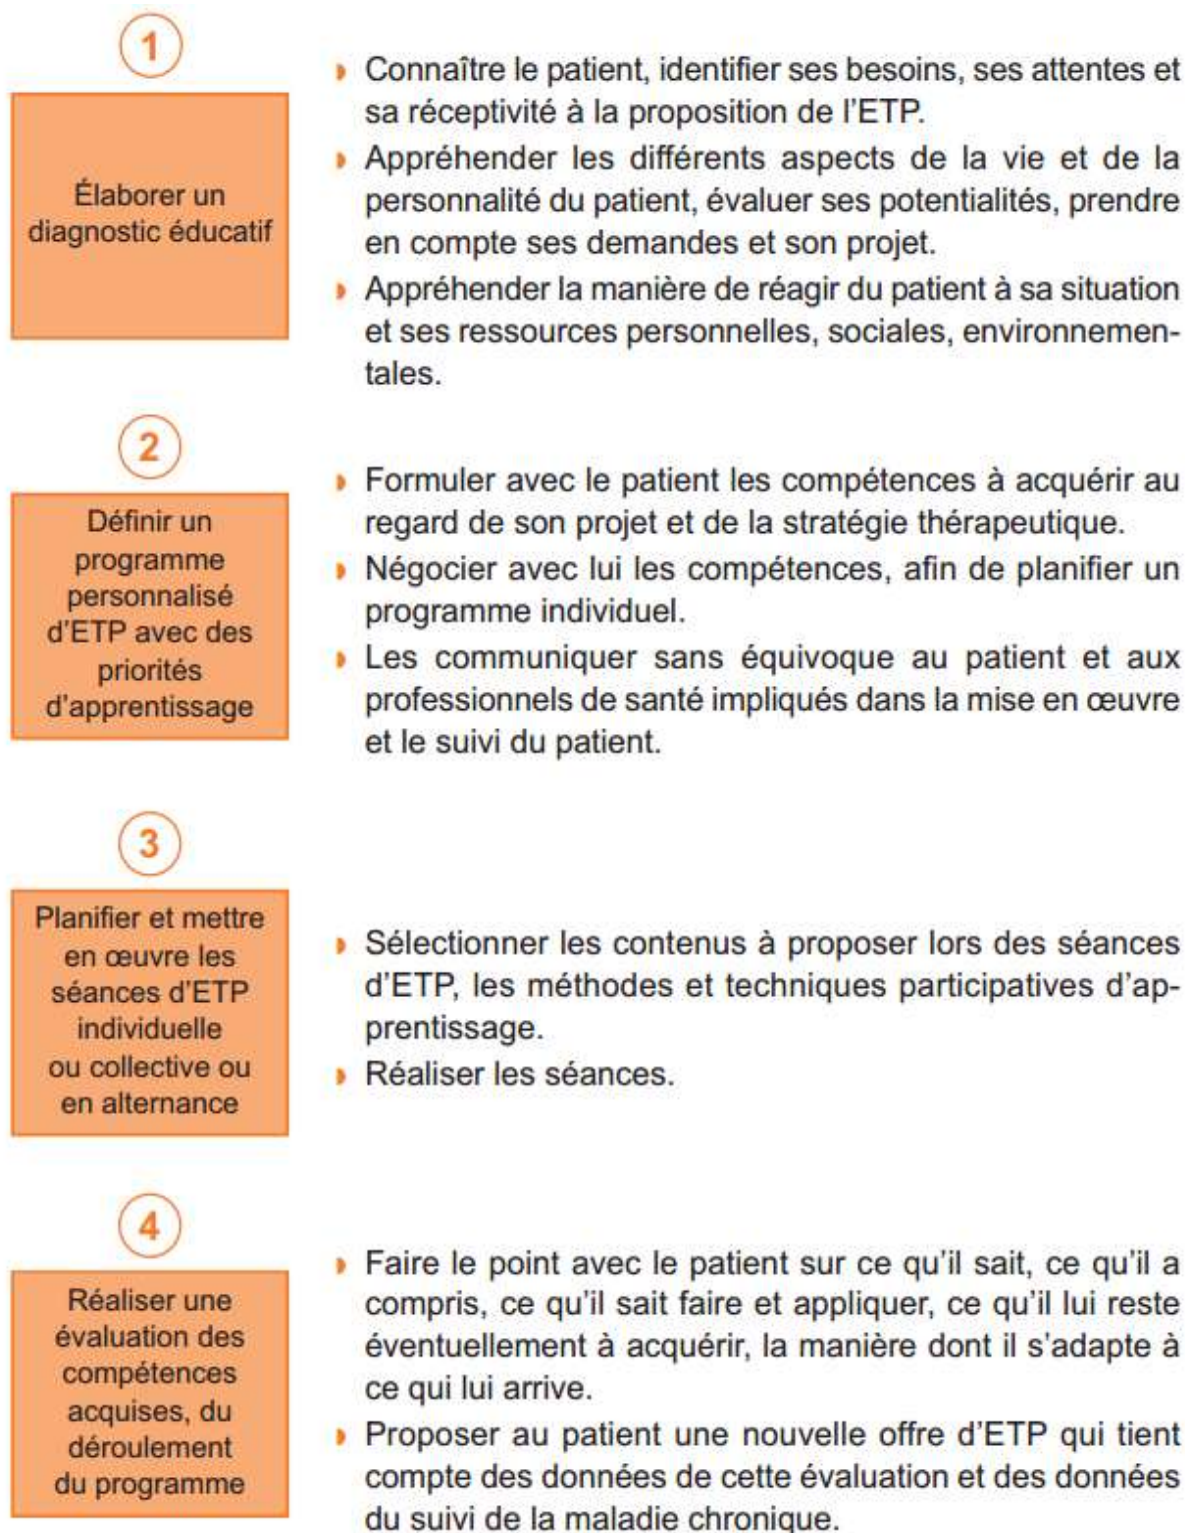 1
Élaborer un
diagnostic éducatif
Connaître le patient, identifier ses besoins, ses attentes et
sa réceptivité à la proposition de l’ETP.
Appréhender les différents aspects de la vie et de la
personnalité du patient, évaluer ses potentialités, prendre
en compte ses demandes et son projet.
Appréhender la manière de réagir du patient à sa situation
et ses ressources personnelles, sociales, environnemen-
tales.
2
Définir un
programme
personnalisé
d’ETP avec des
priorités
d’apprentissage
Formuler avec le patient les compétences à acquérir au
regard de son projet et de la stratégie thérapeutique.
Négocier avec lui les compétences, afin de planifier un
programme individuel.
Les communiquer sans équivoque au patient et aux
professionnels de santé impliqués dans la mise en œuvre
et le suivi du patient.
3
Planifier et mettre
en œuvre les
séances d’ETP
individuelle
ou collective ou
en alternance
Sélectionner les contenus à proposer lors des séances
d’ETP, les méthodes et techniques participatives d’ap-
prentissage.
Réaliser les séances.
4
Réaliser une
évaluation des
compétences
acquises, du
déroulement
du programme
Faire le point avec le patient sur ce qu’il sait, ce qu’il a
compris, ce qu’il sait faire et appliquer, ce qu’il lui reste
éventuellement à acquérir, la manière dont il s’adapte à
ce qui lui arrive.
Proposer au patient une nouvelle offre d’ETP qui tient
compte des données de cette évaluation et des données
du suivi de la maladie chronique.